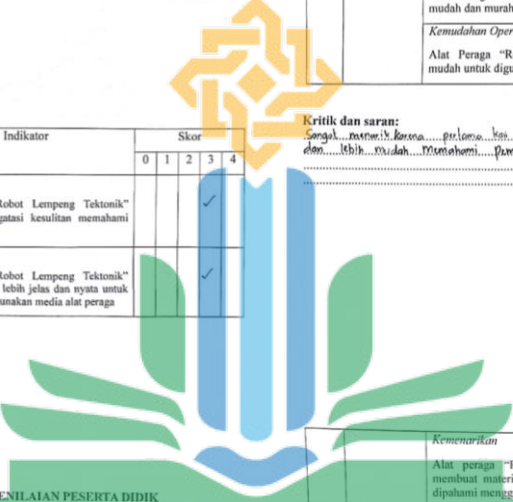 mudah dan murah
Kemudahan Oper
Alat Peraga “R
mudah untuk digu
Indikator
Skor
0 1 2 3 4
Robot Lempeng Tektonik”
gatasi kesulitan memahami
Robot Lempeng Tektonik”
lebih jelas dan nyata untuk
unakan media alat peraga
Kritik dan saran:
Sangat menarik karena pertama kai
dan lebih mudah memahami pem
Kemenarikan
Alat peraga “R
membuat materi
dipahami mengg
ENILAIAN PESERTA DIDIK